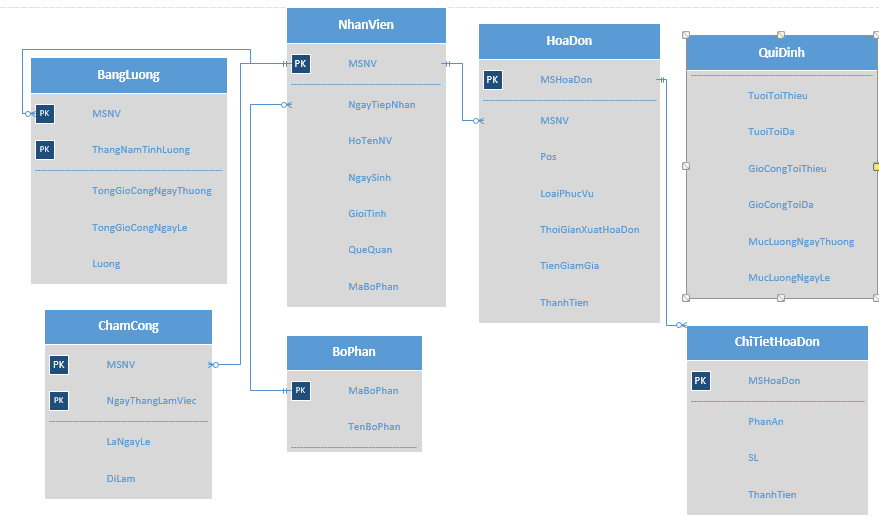 BangLuong
PK MSNV
PK ThangNamTinhLuong
TongGioCongNgayThuong
TongGioCongNgayLe
Luong
ChamCong
PK MSNV
PK NgayThangLamViec
LaNgayLe
DiLam
NhanVien
PK MSNV
NgayTiepNhan
HoTenNV
NgaySinh
GioiTinh
QueQuan
MaBoPhan
BoPhan
PK MaBoPhan
TenBoPhan
HoaDon
PK MSHoaDon
MSNV
Pos
LoaiPhucVu
ThoiGianXuatHoaDon
TienGiamGia
ThanhTien
QuiDinh
TuoiToiThieu
TuoiToiDa
GioCongToiThieu
GioCongToiDa
MucLuongNgayThuong
MucLuongNgayLe
ChiTietHoaDon
PK MSHoaDon
PhanAn
SL
ThanhTien